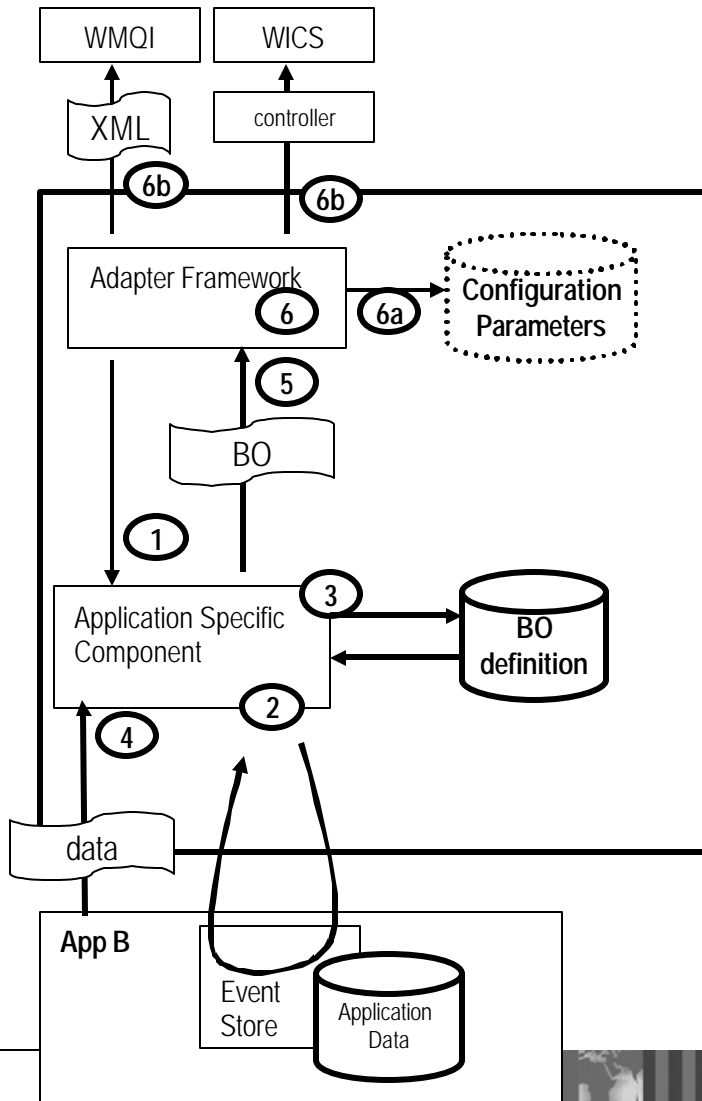 WMQI
WICS
XML
controller
6b
6b
Adapter Framework
6
6a
Configuration
Parameters
5
BO
1
3
Application Specific
Component
BO
definition
2
4
data
App B
Event
Store
Application
Data